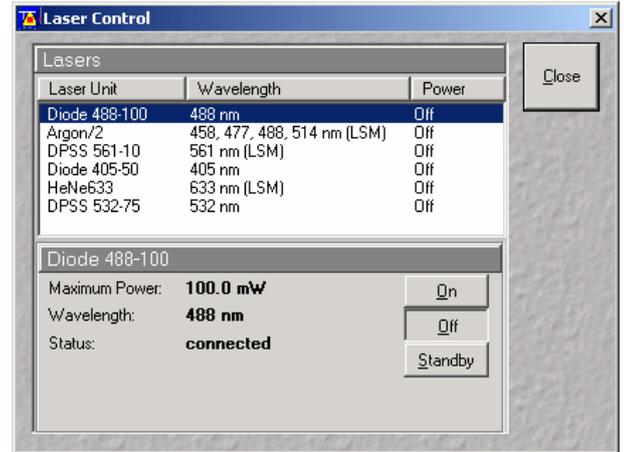 Laser Control
Lasers
Close
Laser Unit Wavelength Power
Diode 488-100 488 nm Off
Argon/2 458, 477, 488, 514 nm (LSM) Off
DPSS 561-10 561 nm (LSM) Off
Diode 405-50 405 nm Off
HeNe633 633 nm (LSM) Off
DPSS 532-75 532 nm Off
Diode 488-100
Maximum Power: 100.0 mW On
Wavelength: 488 nm Off
Status: connected Standby